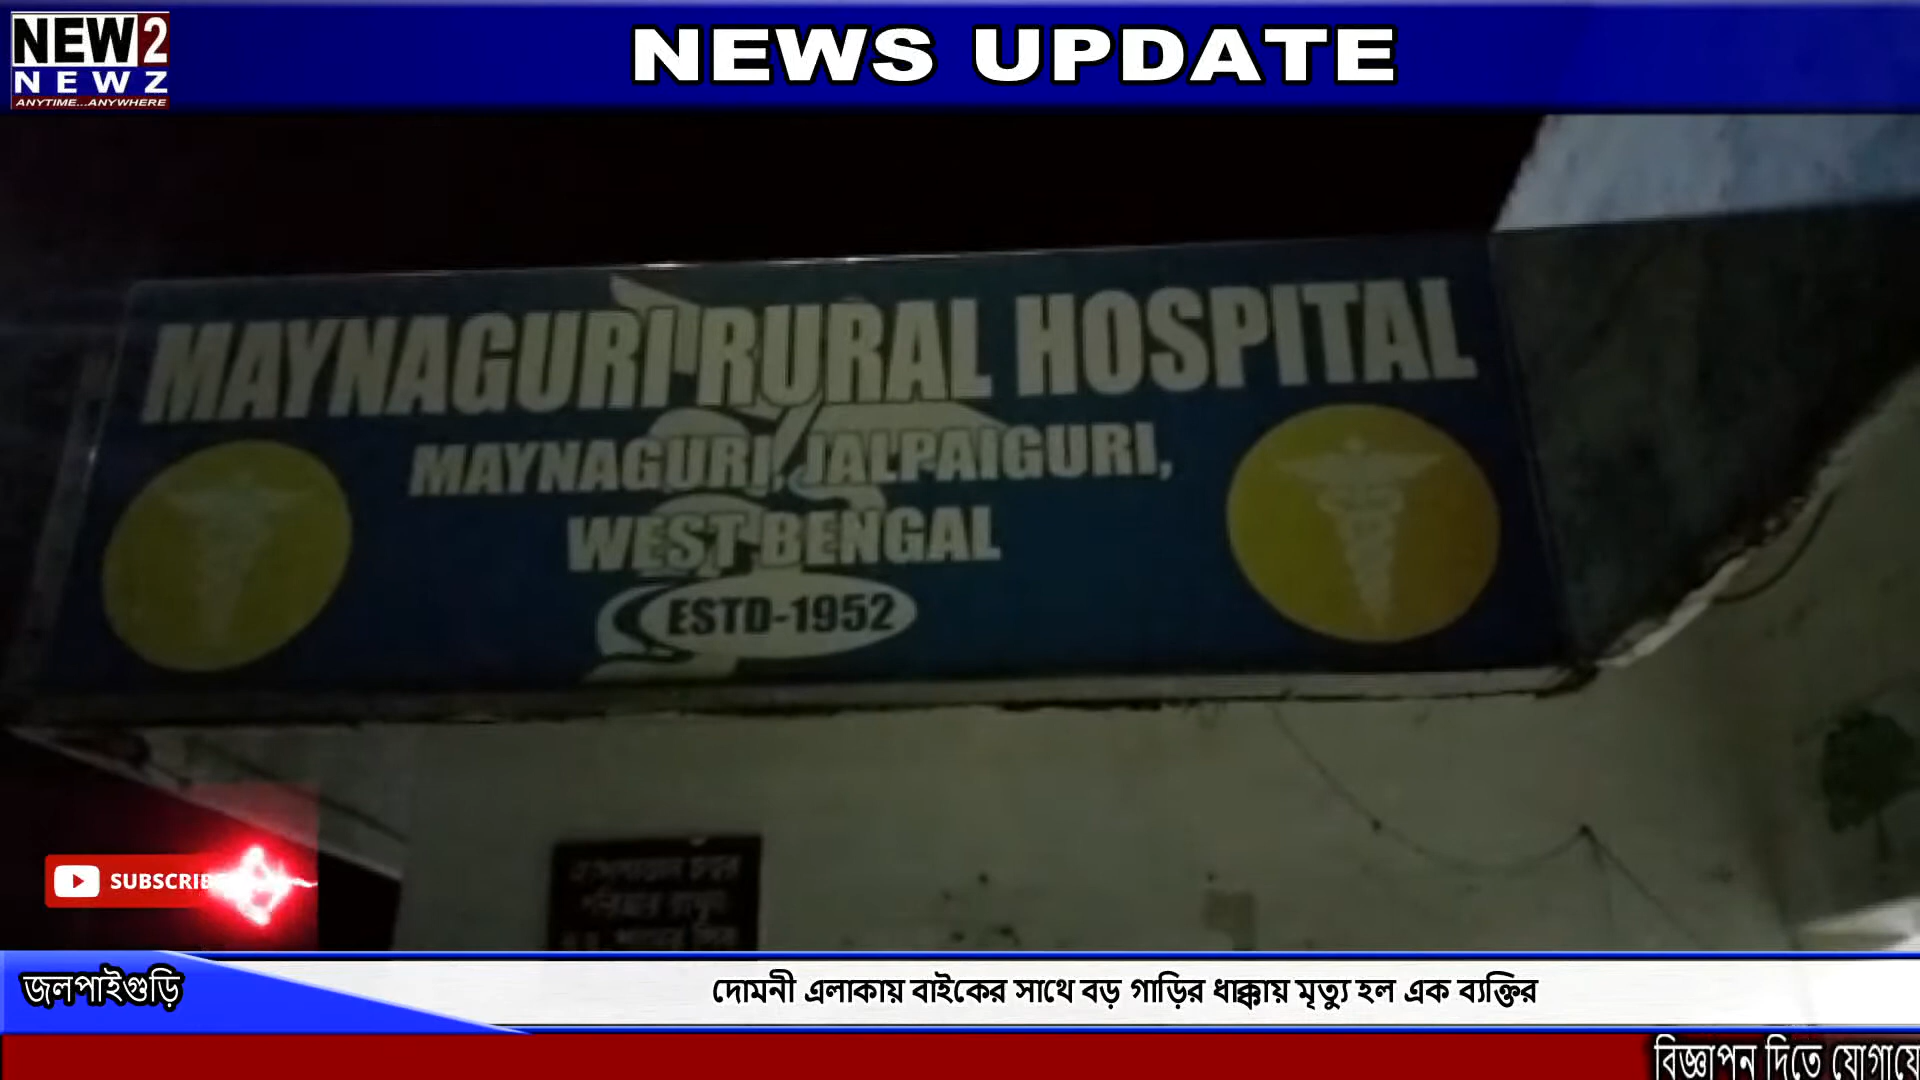 NEW2
NEWZ
ANYTIME...ANYWHERE
NEWS UPDATE
MAYNAGURI RURAL HOSPITAL
MAYNAGURI, JALPAIGURI,
WEST BENGAL
ESTD-1952
SUBSCRIBE
জলপাইগুড়ি
দোমনী এলাকায় বাইকের সাথে বড় গাড়ির ধাক্কায় মৃত্যু হল এক ব্যক্তির
বিজ্ঞাপন দিতে